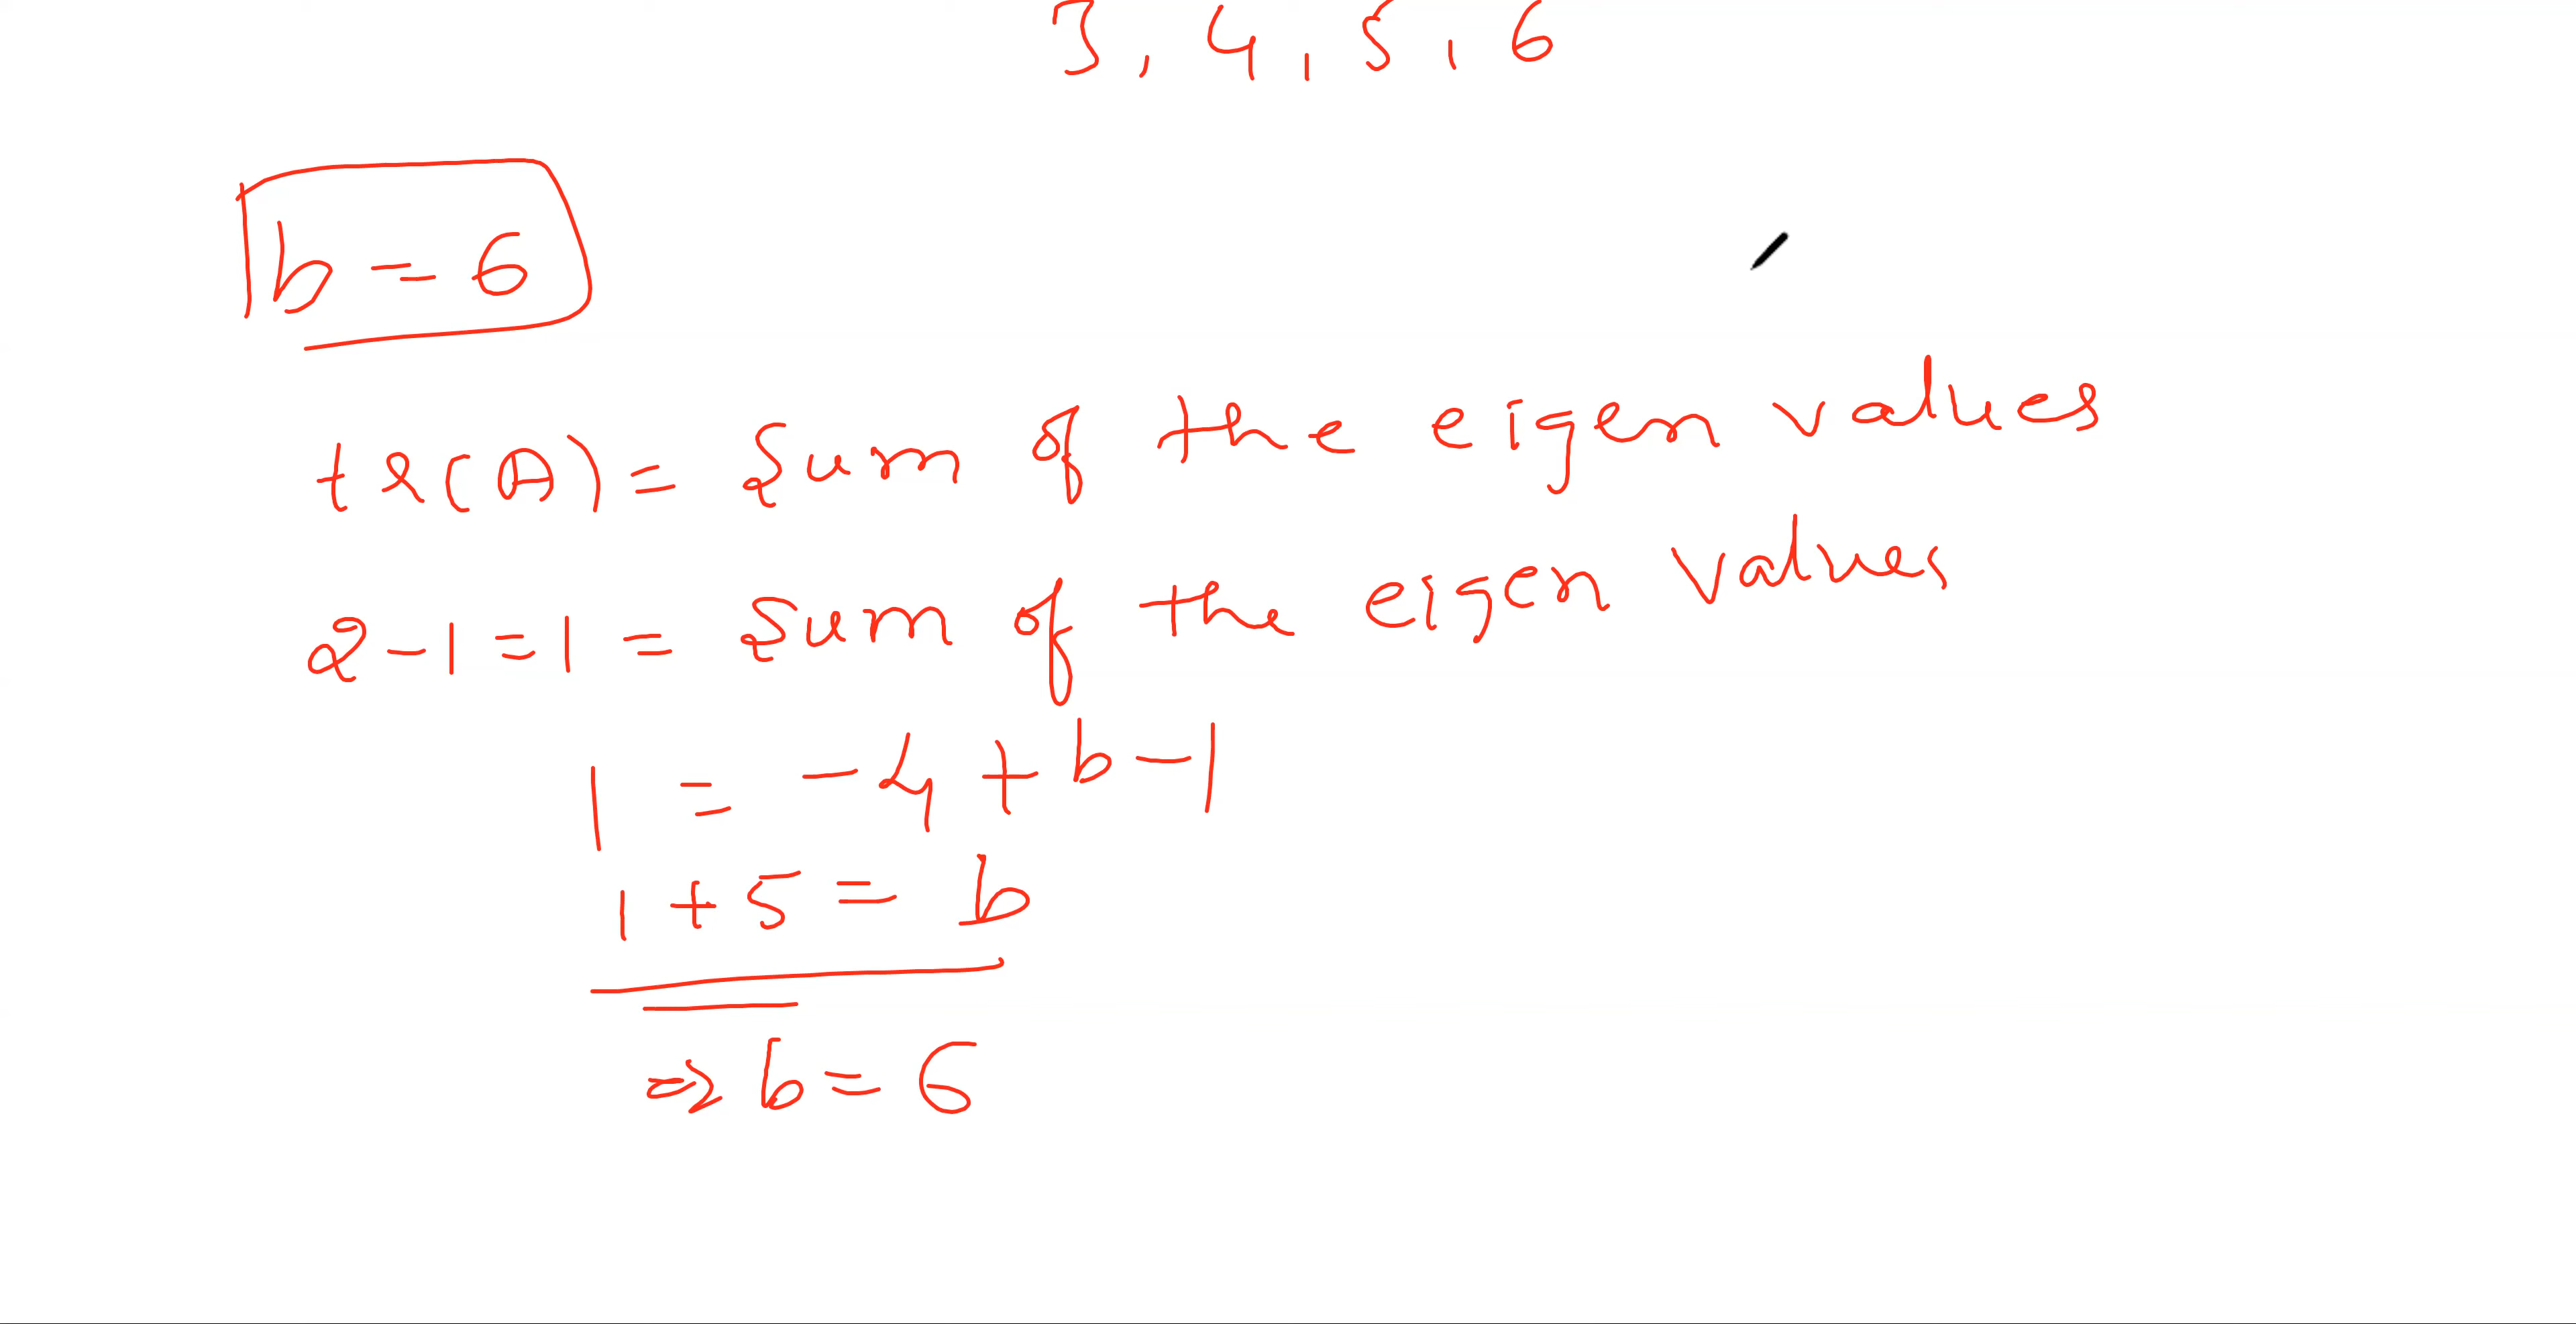 3, 4, 5, 6
b = 6
tr(A) = Sum of the eigen values
2-1=1 = Sum of the eigen values
1 = -4+b-1
1+5 = b
⇒ b = 6